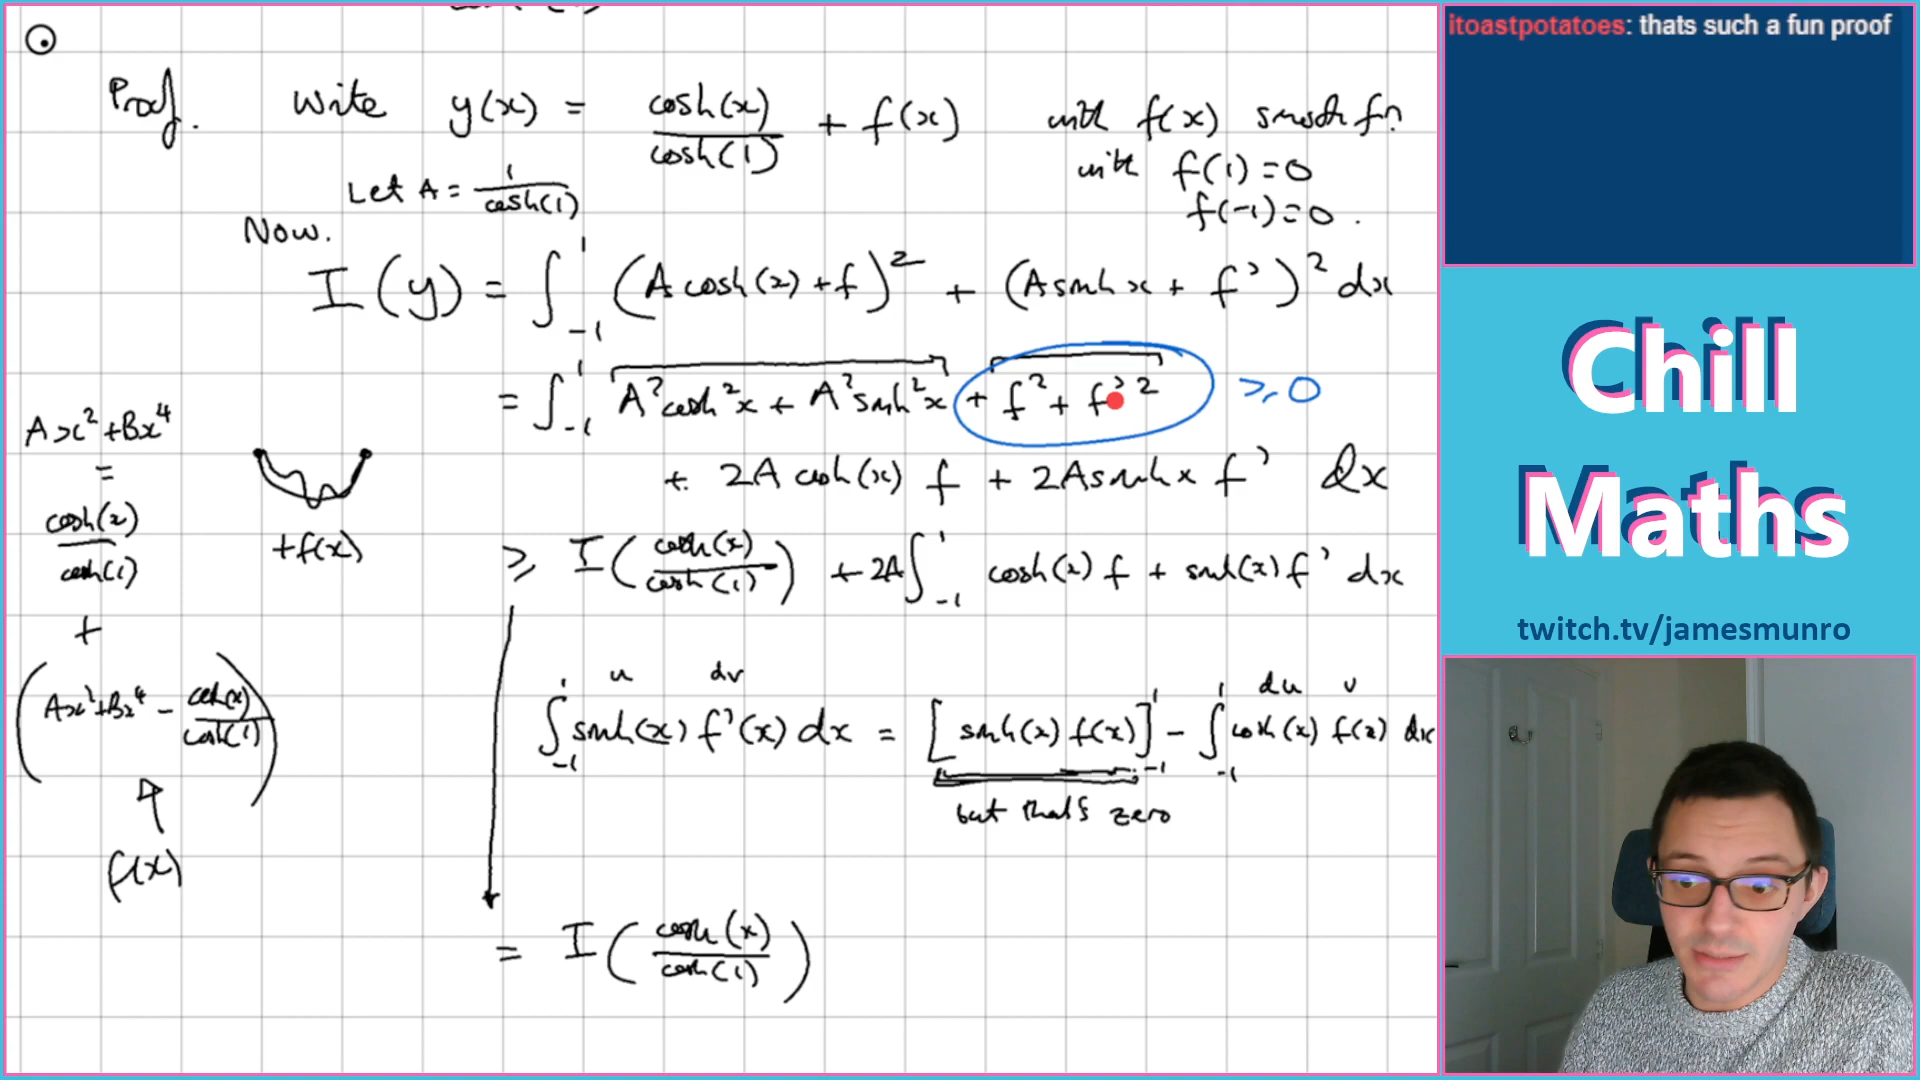 Proof. Write y(x) = cosh(x)/cosh(1) + f(x) with f(x) smooth fn
with f(1)=0
f(-1)=0.
Let A = 1/cosh(1)
Now.
I(y) = ∫_{-1}^{1} (A cosh(x) + f)² + (A sinh x + f')² dx
= ∫_{-1}^{1} A² cosh² x + A² sinh² x + f² + f'² ≥ 0
+ 2A cosh(x) f + 2A sinh x f' dx
≥ I(cosh(x)/cosh(1)) + 2A ∫_{-1}^{1} cosh(x) f + sinh(x) f' dx
u dv du v
∫_{-1}^{1} sinh(x) f'(x) dx = [sinh(x) f(x)]_{-1}^{1} - ∫_{-1}^{1} cosh(x) f(x) dx
but that's zero
= I(cosh(x)/cosh(1))
Ax² + Bx⁴
=
cosh(x)/cosh(1)
+
(Ax² + Bx⁴ - cosh(x)/cosh(1))
f(x)
+f(x)
itoastpotatoes: thats such a fun proof
Chill
Maths
twitch.tv/jamesmunro